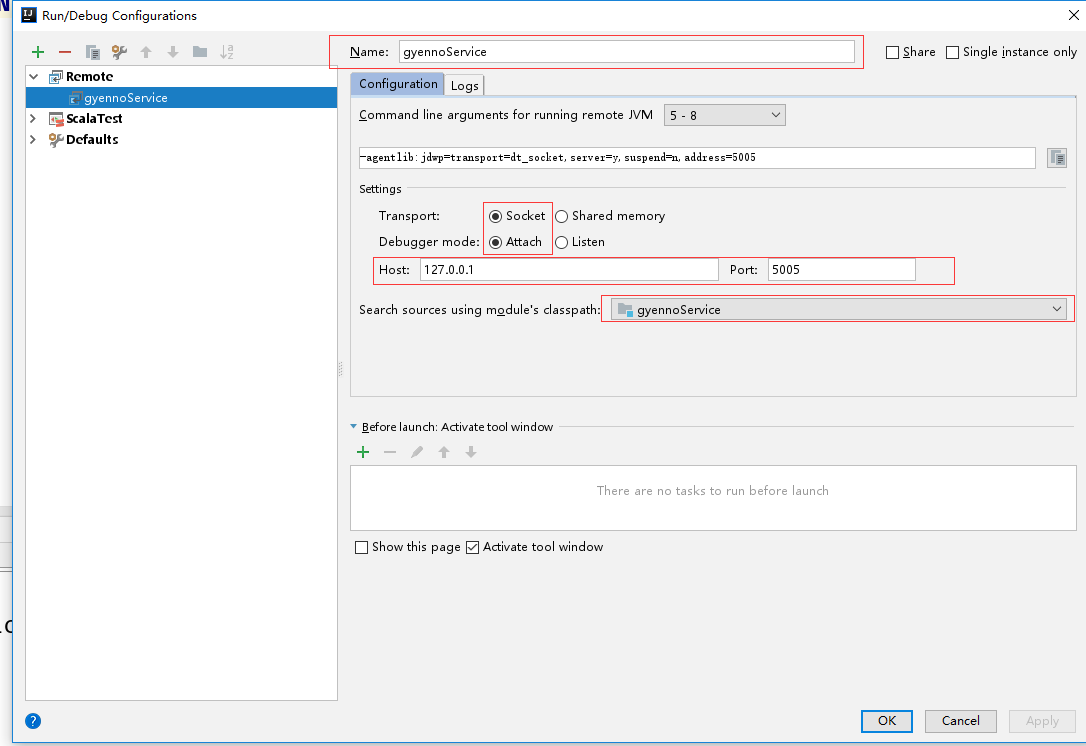 Run/Debug Configurations
Name: gyennoService
Share
Single instance only
Remote
gyennoService
ScalaTest
Defaults
Configuration
Logs
Command line arguments for running remote JVM
5 - 8
-agentlib:jdwp=transport=dt_socket,server=y,suspend=n,address=5005
Settings
Transport: Socket Shared memory
Debugger mode: Attach Listen
Host: 127.0.0.1 Port: 5005
Search sources using module's classpath: gyennoService
Before launch: Activate tool window
There are no tasks to run before launch
Show this page Activate tool window
? OK Cancel Apply